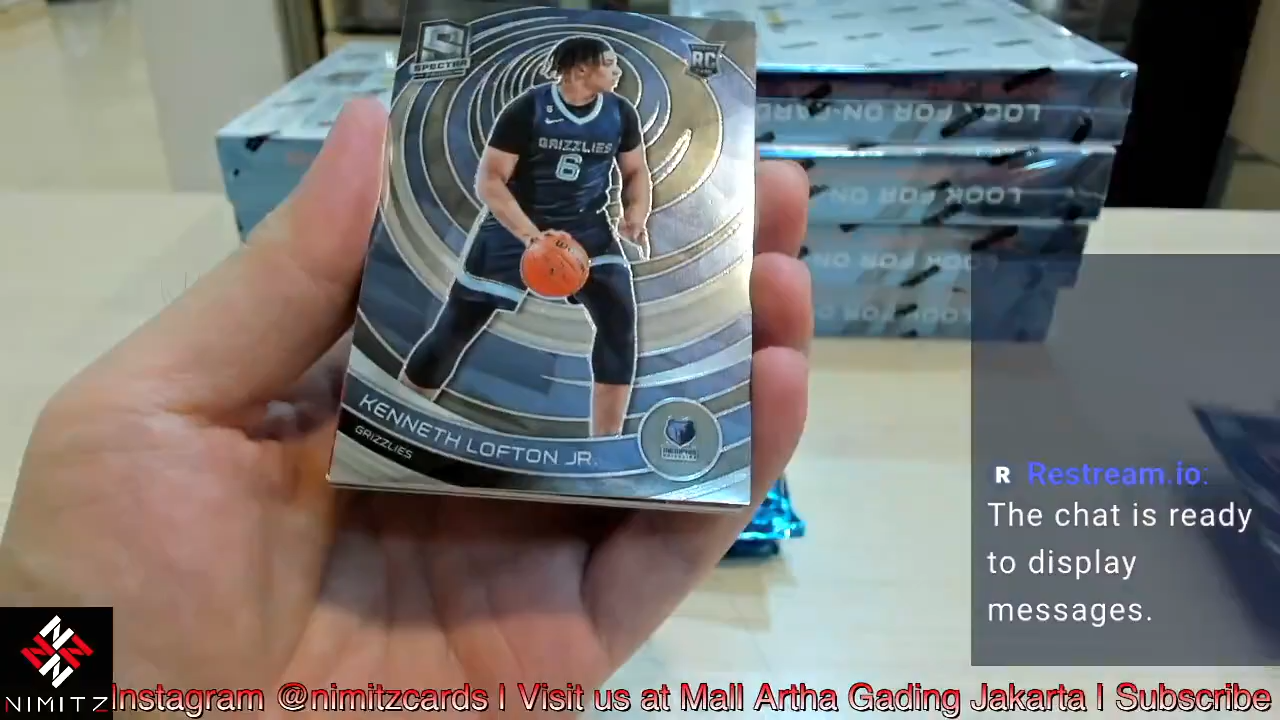 SPECTRA
RC
GRIZZLIES
6
KENNETH LOFTON JR.
GRIZZLIES
LOOK FOR ON-CARD
LOOK FOR ON-CARD
LOOK FOR ON-CARD
R Restream.io:
The chat is ready
to display
messages.
NIMITZ
Instagram @nimitzcards I Visit us at Mall Artha Gading Jakarta I Subscribe